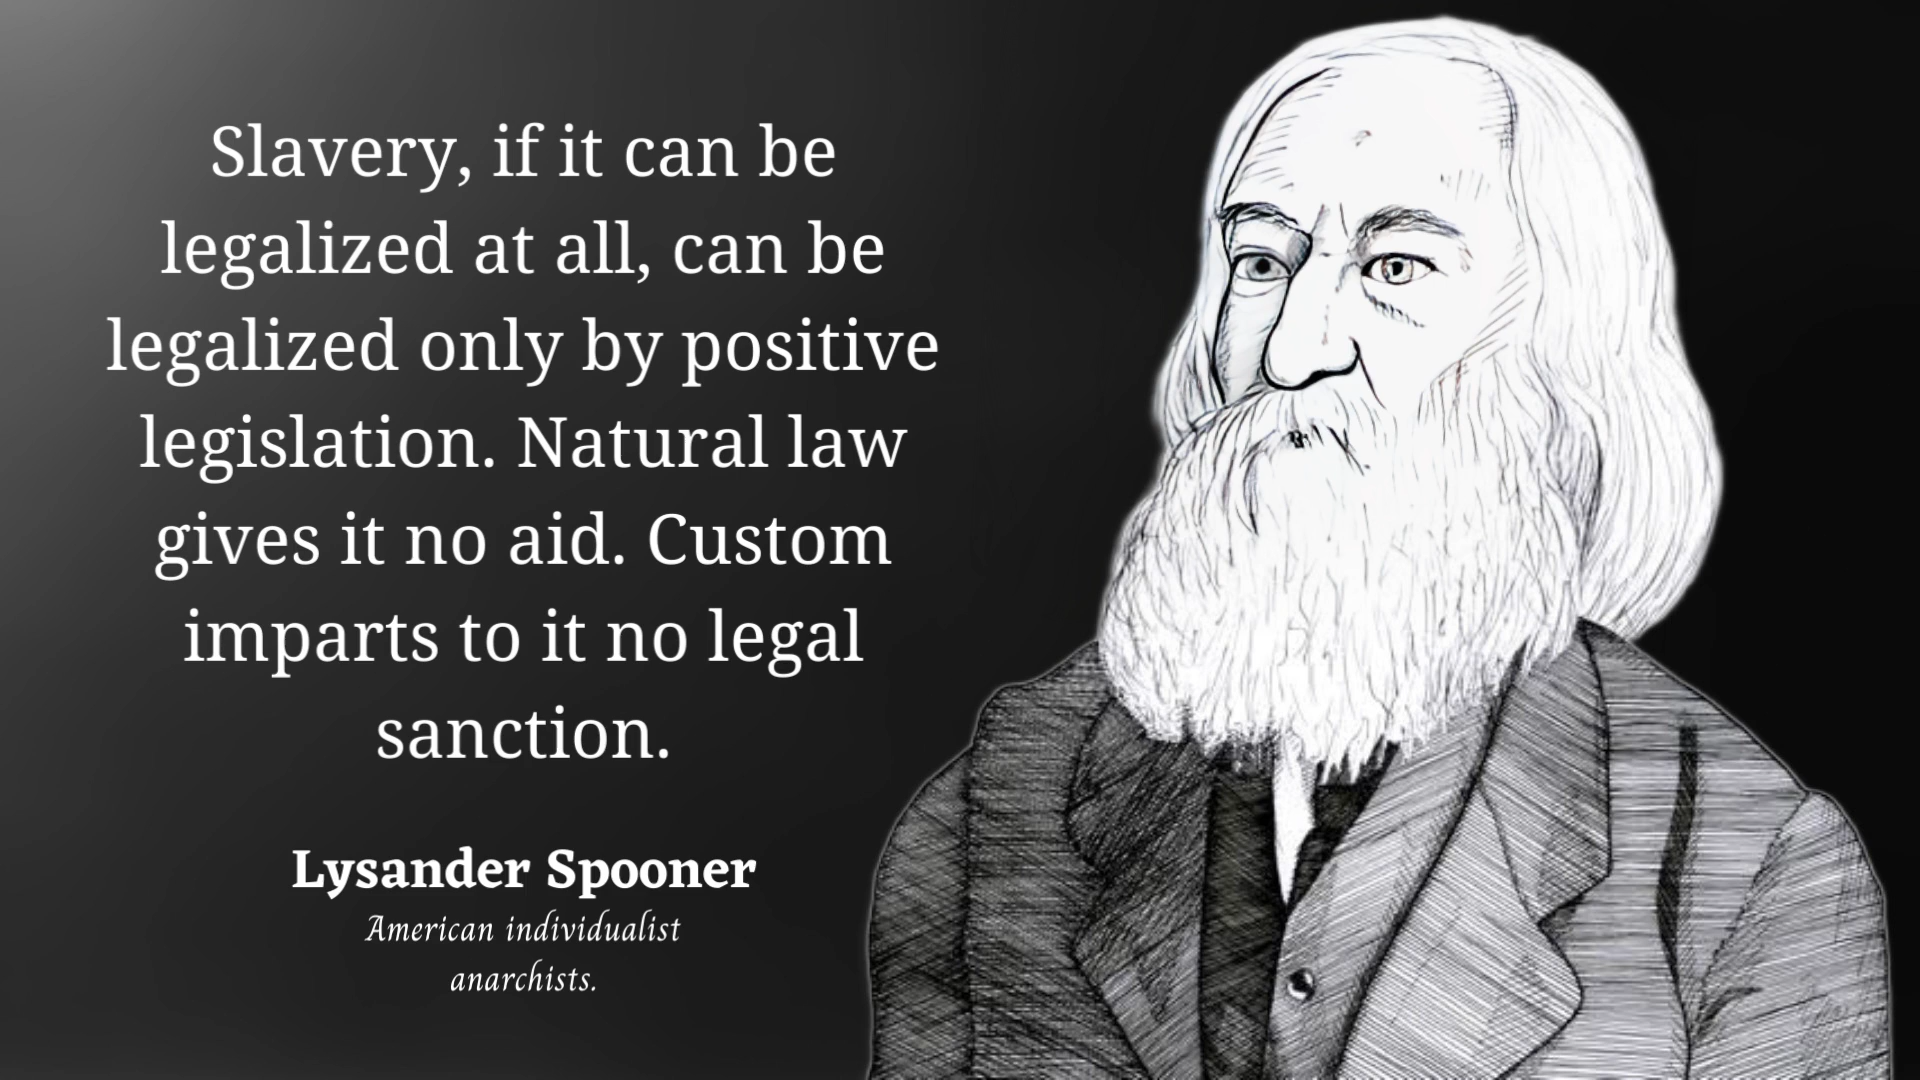 Slavery, if it can be
legalized at all, can be
legalized only by positive
legislation. Natural law
gives it no aid. Custom
imparts to it no legal
sanction.
Lysander Spooner
American individualist
anarchists.